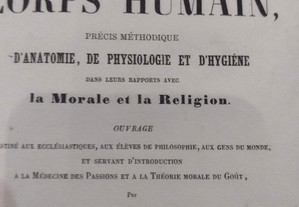 CORPS HUMAIN,
PRÉCIS MÉTHODIQUE
D'ANATOMIE, DE PHYSIOLOGIE ET D'HYGIÈNE
DANS LEURS RAPPORTS AVEC
la Morale et la Religion.
OUVRAGE
STINÉ AUX ECCLÉSIASTIQUES, AUX ÉLÈVES DE PHILOSOPHIE, AUX GENS DU MONDE,
ET SERVANT D'INTRODUCTION
A LA MÉDECINE DES PASSIONS ET A LA THÉORIE MORALE DU GOÛT,
Par